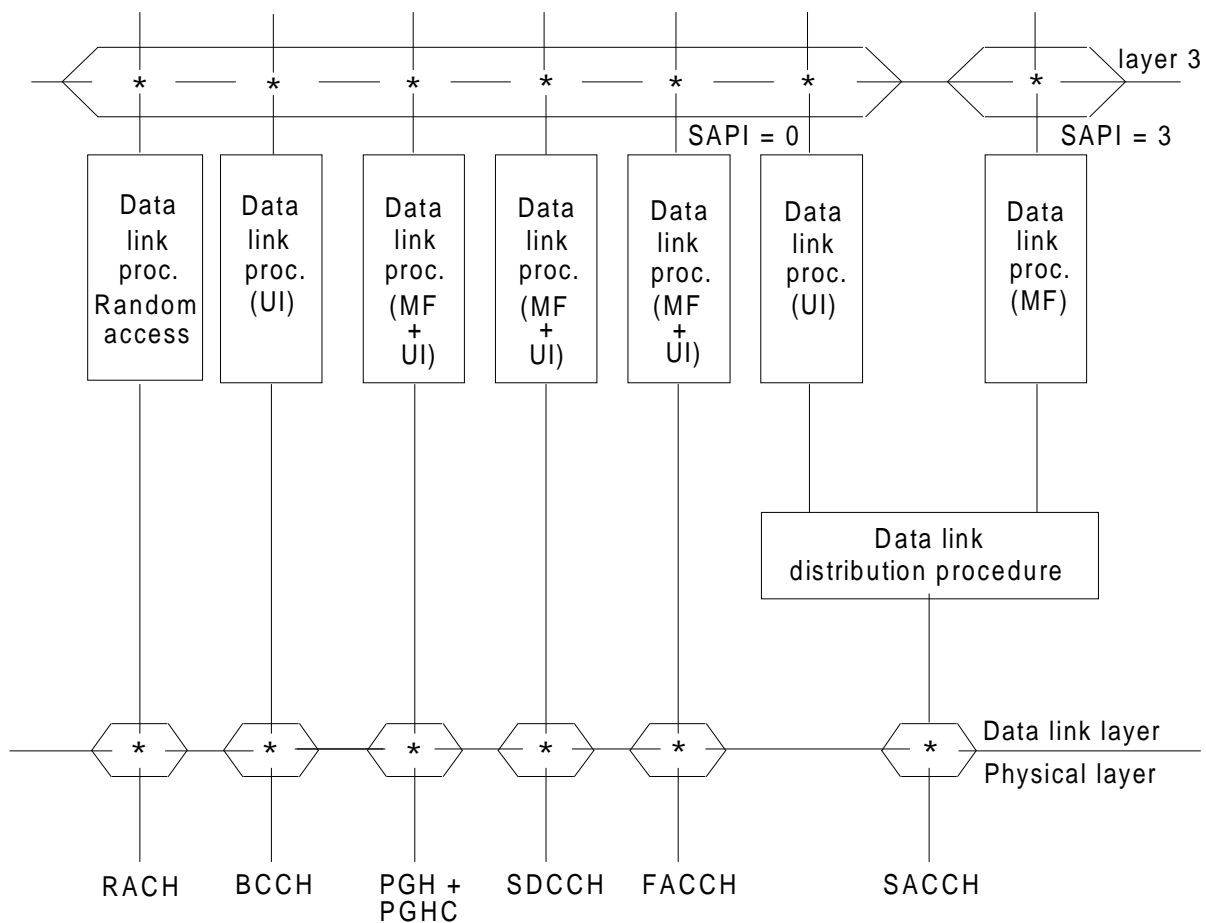 layer 3
* * * * * * *
SAPI = 0
SAPI = 3
Data
link
proc.
Random
access
Data
link
proc.
(UI)
Data
link
proc.
(MF
+
UI)
Data
link
proc.
(MF
+
UI)
Data
link
proc.
(MF
+
UI)
Data
link
proc.
(UI)
Data
link
proc.
(MF)
Data link
distribution procedure
* * * * * *
Data link layer
Physical layer
RACH
BCCH
PGH +
PGHC
SDCCH
FACCH
SACCH